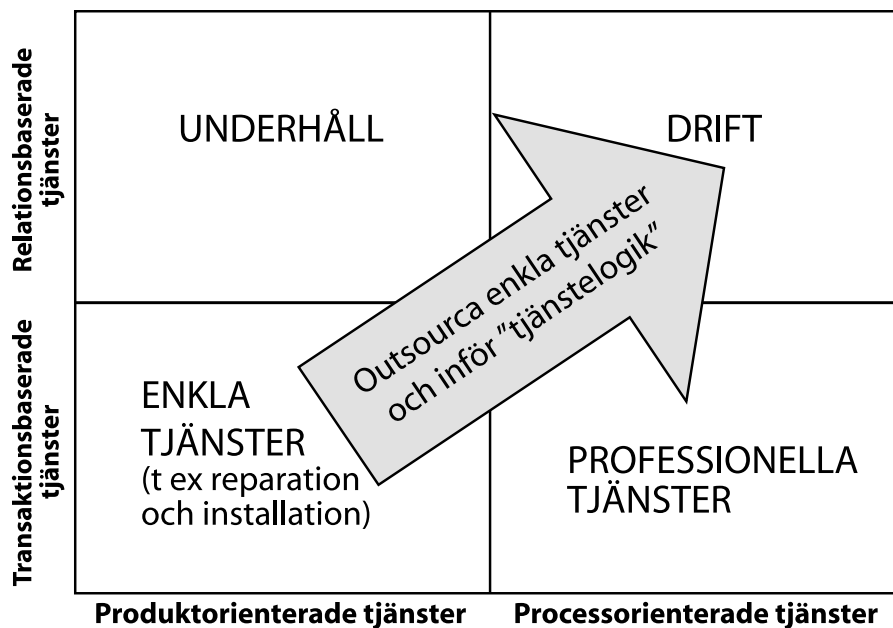 Relationsbaserade
tjänster
UNDERHÅLL
DRIFT
Outsourca enkla tjänster
och inför ”tjänstelogik”
Transaktionsbaserade
tjänster
ENKLA
TJÄNSTER
(t ex reparation
och installation)
PROFESSIONELLA
TJÄNSTER
Produktorienterade tjänster
Processorienterade tjänster